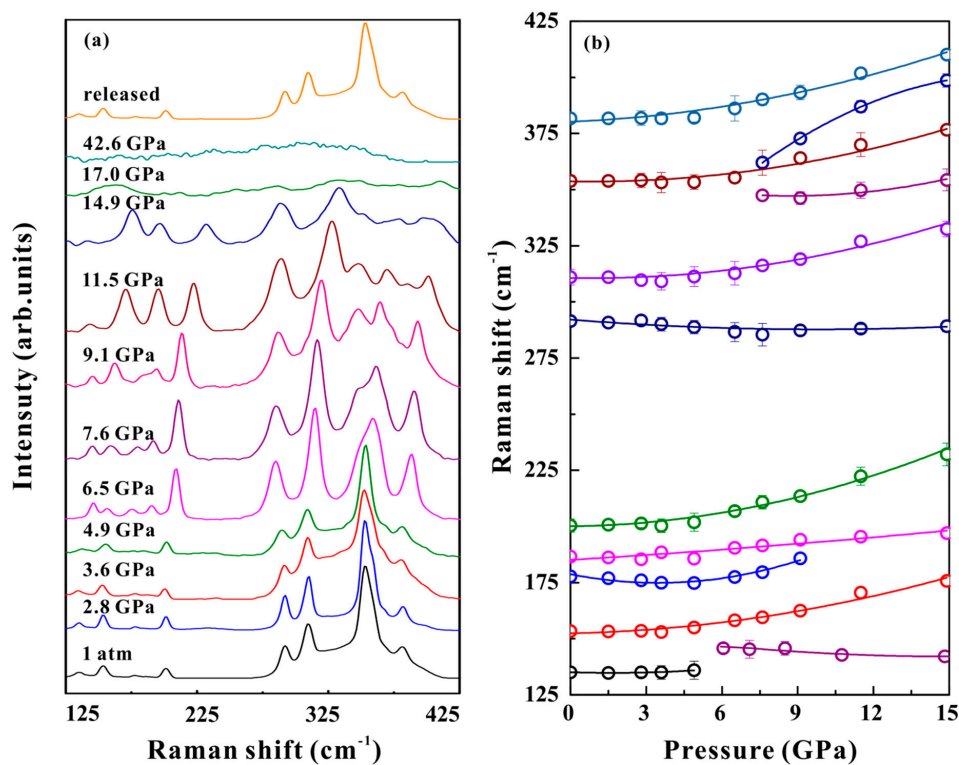 (a)
released
42.6 GPa
17.0 GPa
14.9 GPa
11.5 GPa
9.1 GPa
7.6 GPa
6.5 GPa
4.9 GPa
3.6 GPa
2.8 GPa
1 atm
Intensuty (arb.units)
125 225 325 425
Raman shift (cm⁻¹)
(b)
425
375
325
275
225
175
125
Raman shift (cm⁻¹)
0 3 6 9 12 15
Pressure (GPa)